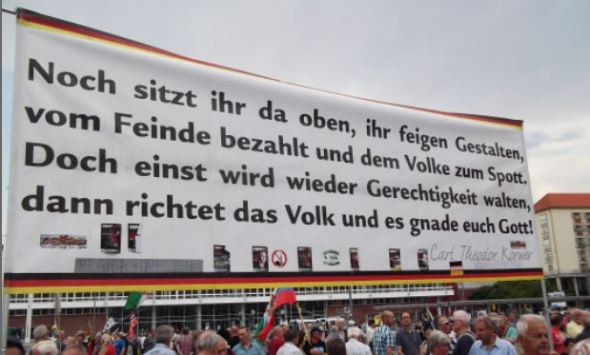 Noch sitzt ihr da oben, ihr feigen Gestalten,
vom Feinde bezahlt und dem Volke zum Spott.
Doch einst wird wieder Gerechtigkeit walten,
dann richtet das Volk und es gnade euch Gott!
Carl Theodor Körner